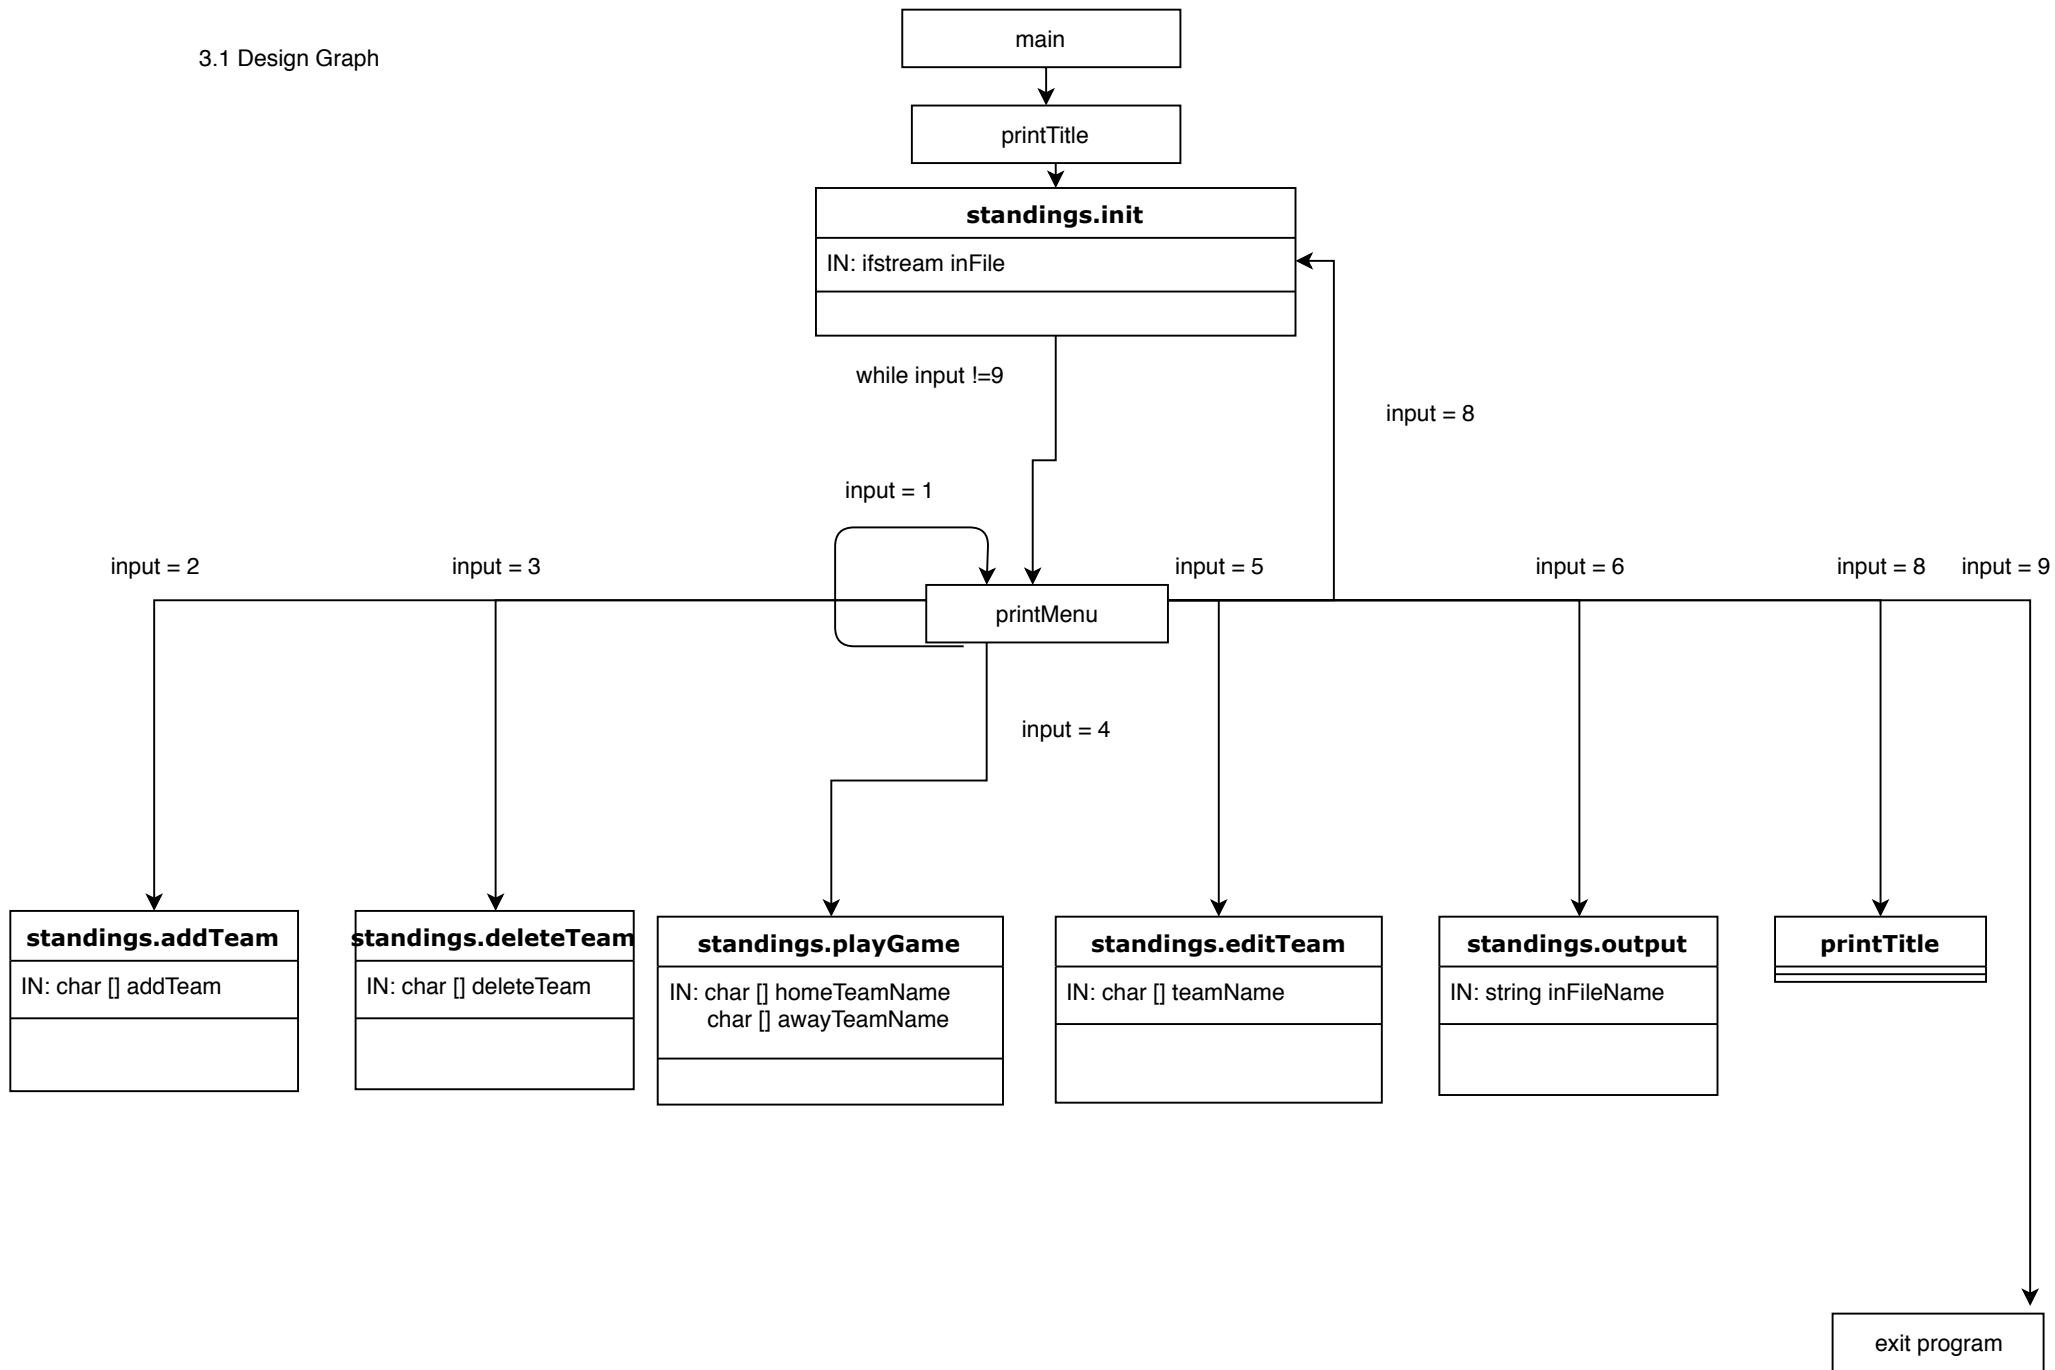 3.1 Design Graph
main
printTitle
standings.init
IN: ifstream inFile
while input !=9
input = 8
input = 1
input = 2
input = 3
input = 5
input = 6
input = 8
input = 9
printMenu
input = 4
standings.addTeam
IN: char [] addTeam
standings.deleteTeam
IN: char [] deleteTeam
standings.playGame
IN: char [] homeTeamName
char [] awayTeamName
standings.editTeam
IN: char [] teamName
standings.output
IN: string inFileName
printTitle
exit program